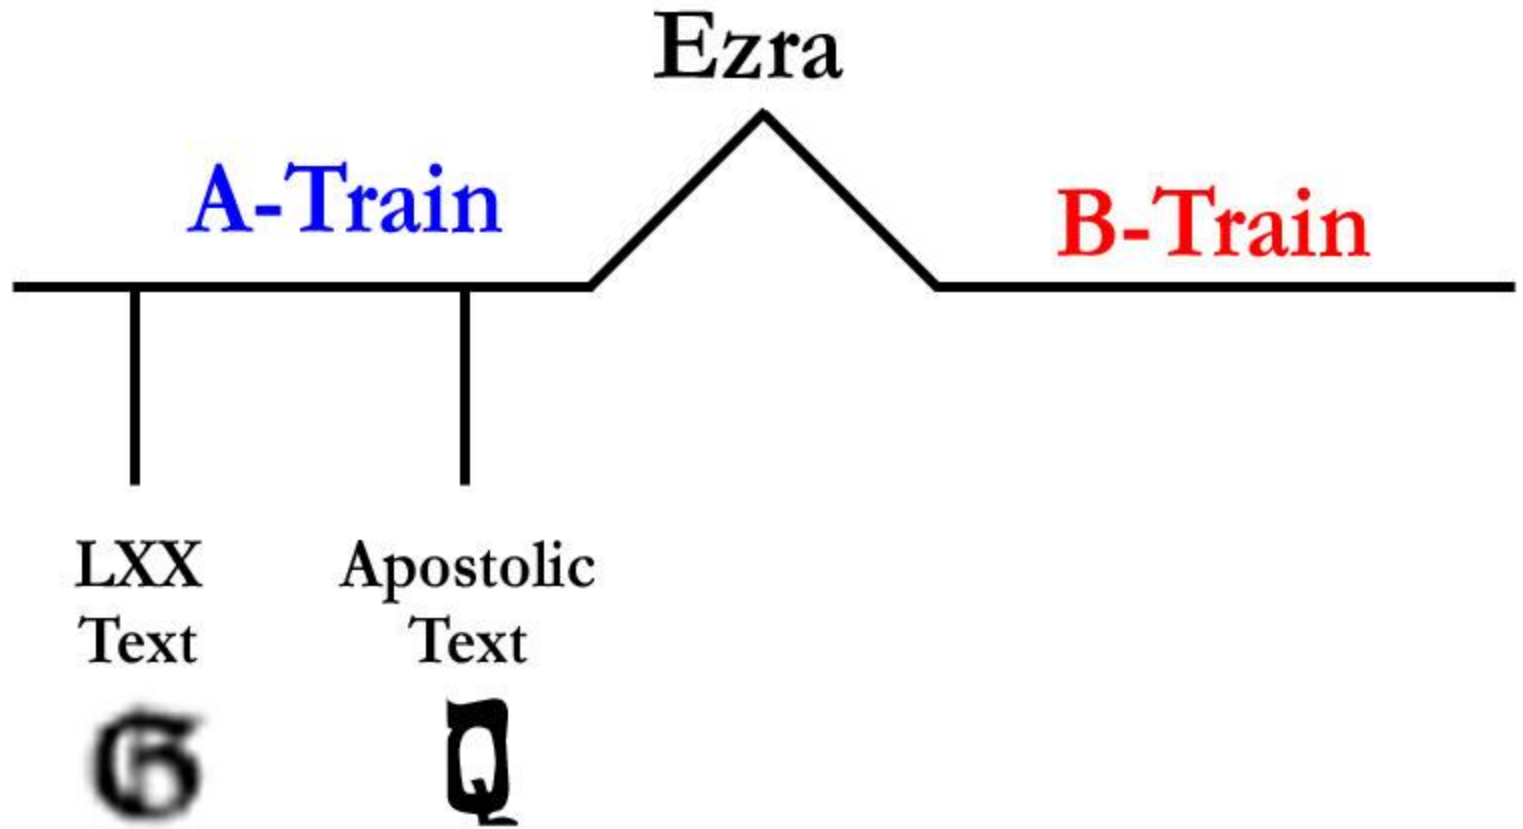 Ezra
A-Train
B-Train
LXX
Text
Apostolic
Text
𝕲
Q